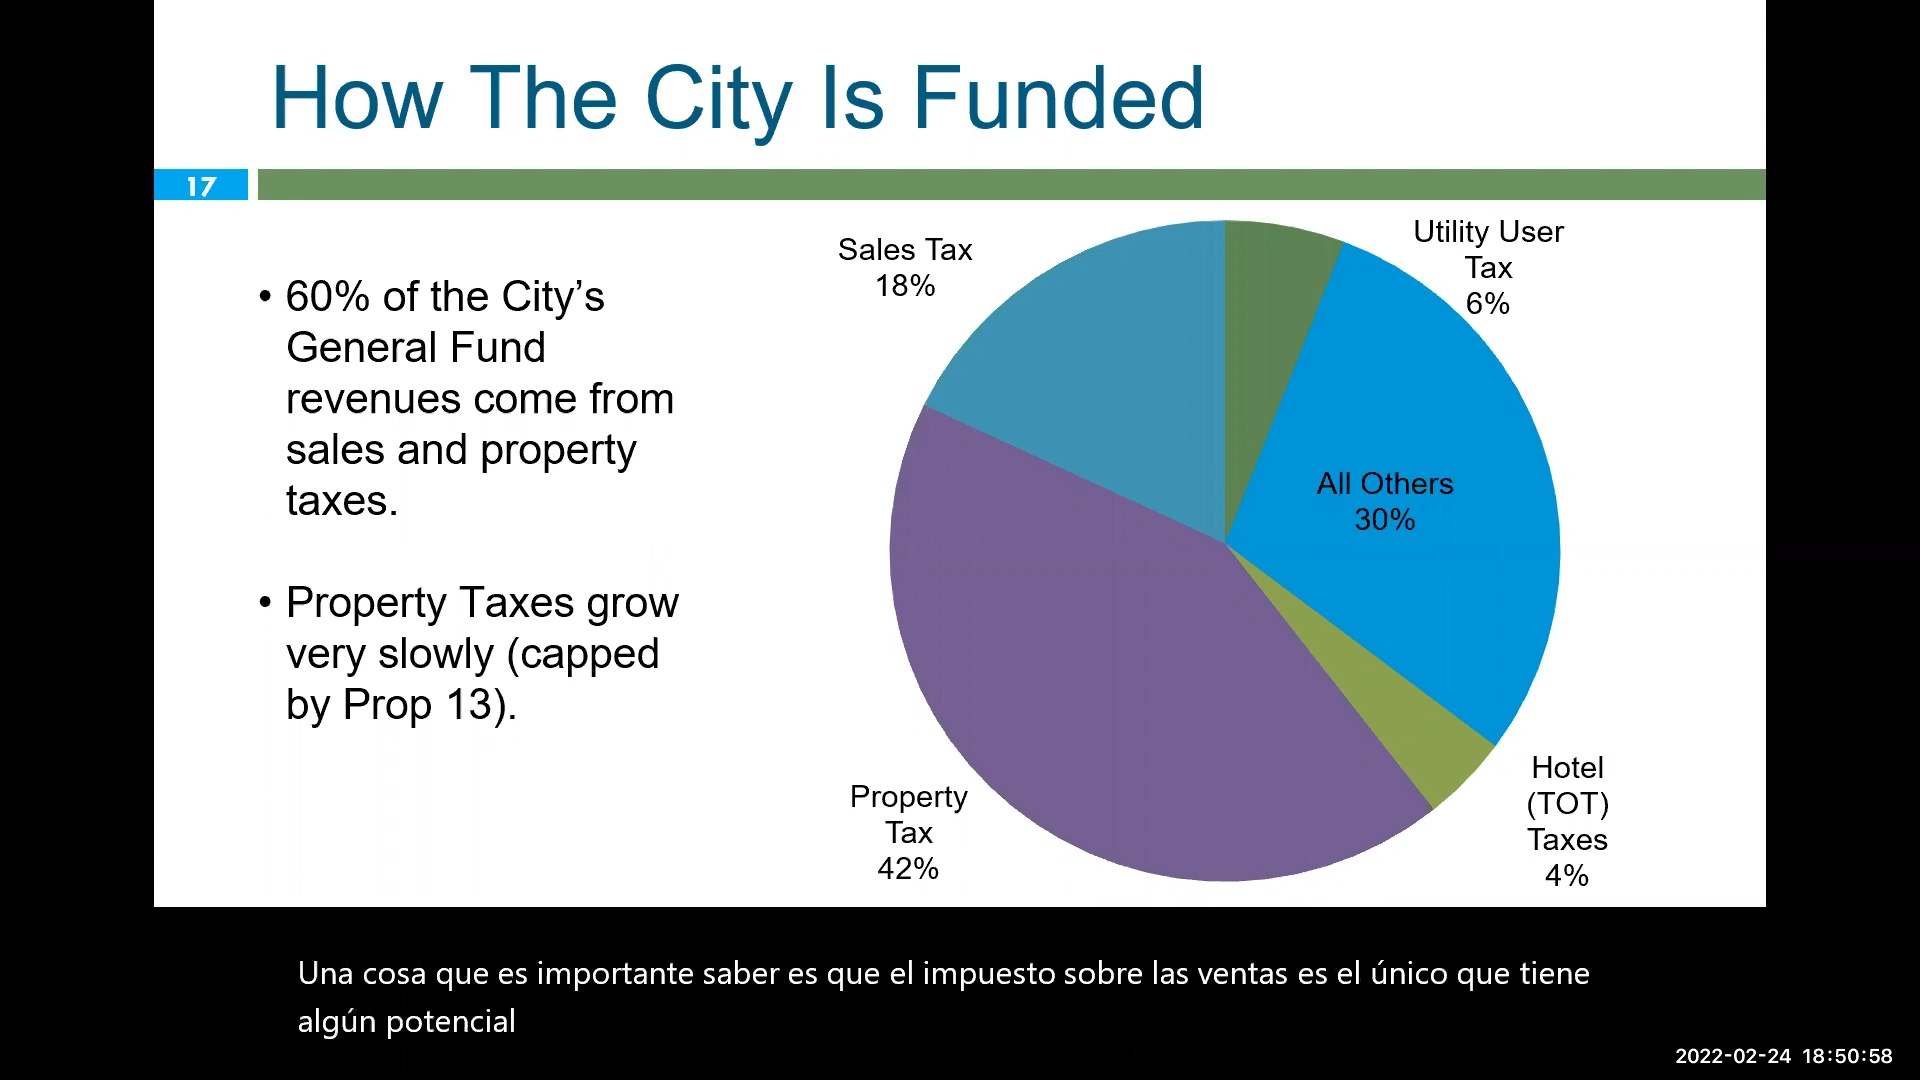 How The City Is Funded
17
• 60% of the City’s
General Fund
revenues come from
sales and property
taxes.
• Property Taxes grow
very slowly (capped
by Prop 13).
Sales Tax
18%
Utility User
Tax
6%
All Others
30%
Property
Tax
42%
Hotel
(TOT)
Taxes
4%
Una cosa que es importante saber es que el impuesto sobre las ventas es el único que tiene
algún potencial
2022-02-24 18:50:58